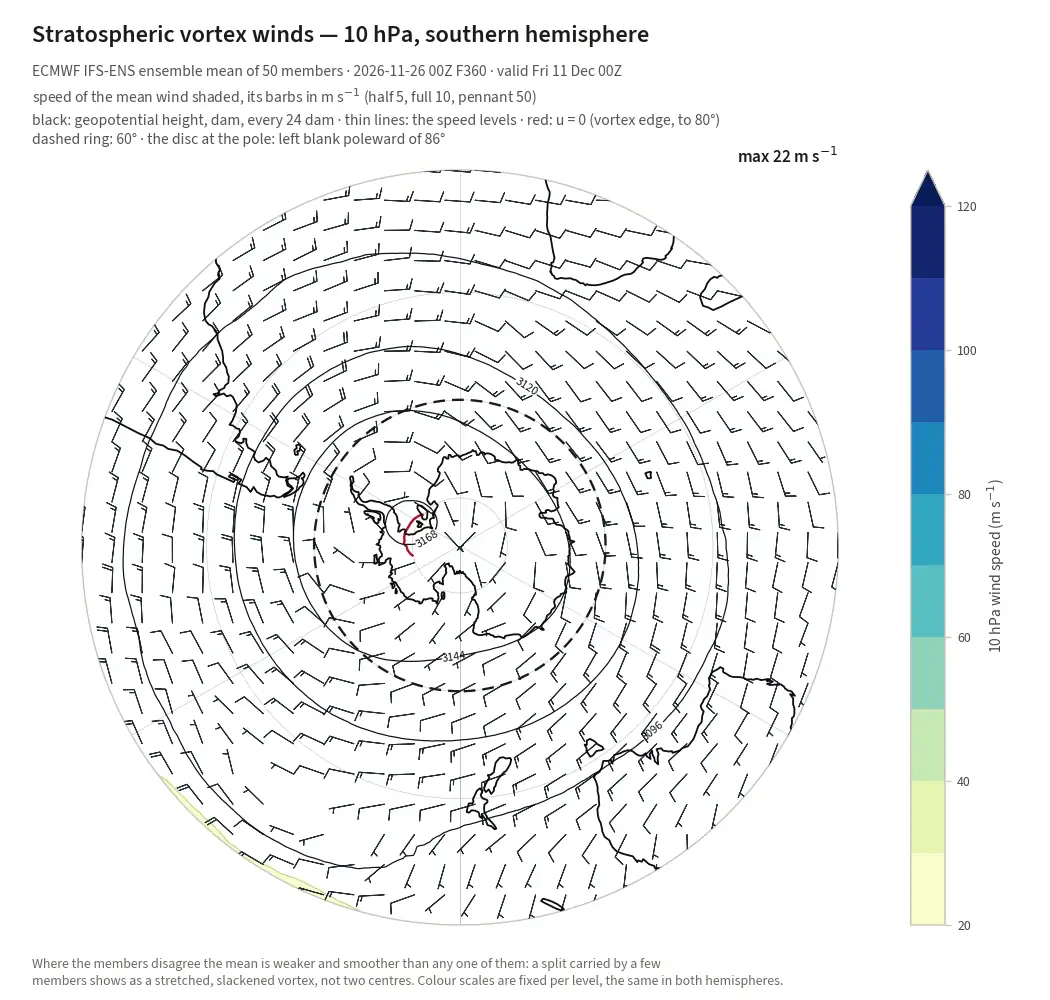 Stratospheric vortex winds — 10 hPa, southern hemisphere
ECMWF IFS-ENS ensemble mean of 50 members · 2026-11-26 00Z F360 · valid Fri 11 Dec 00Z
speed of the mean wind shaded, its barbs in m s⁻¹ (half 5, full 10, pennant 50)
black: geopotential height, dam, every 24 dam · thin lines: the speed levels · red: u = 0 (vortex edge, to 80°)
dashed ring: 60° · the disc at the pole: left blank poleward of 86°
max 22 m s⁻¹
120
100
80
60
40
20
10 hPa wind speed (m s⁻¹)
3120
3168
3144
3096
Where the members disagree the mean is weaker and smoother than any one of them: a split carried by a few
members shows as a stretched, slackened vortex, not two centres. Colour scales are fixed per level, the same in both hemispheres.